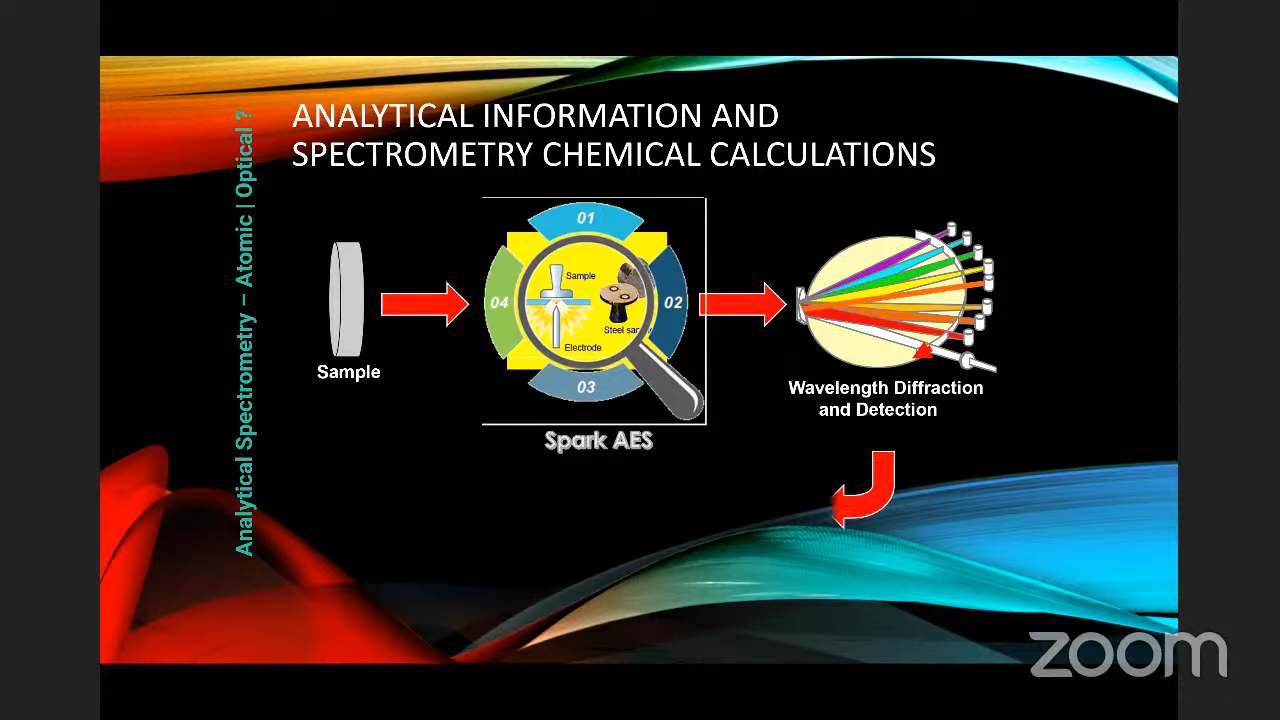 ANALYTICAL INFORMATION AND
SPECTROMETRY CHEMICAL CALCULATIONS
Analytical Spectrometry – Atomic | Optical ?
Sample
01
02
03
04
Sample
Electrode
Steel
Spark AES
Wavelength Diffraction
and Detection
zoom